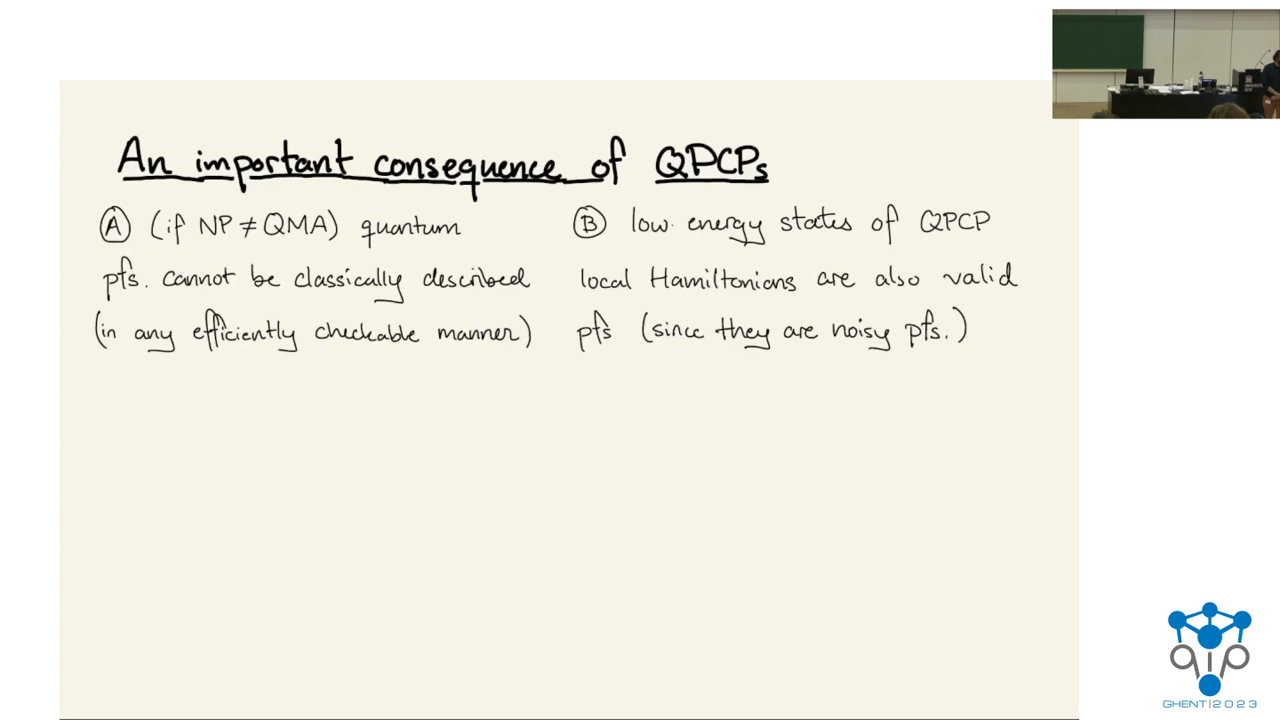 An important consequence of QPCPs
Ⓐ (if NP ≠ QMA) quantum
pfs. cannot be classically described
(in any efficiently checkable manner)
Ⓑ low energy states of QPCP
local Hamiltonians are also valid
pfs (since they are noisy pfs.)
qip
GHENT|2023